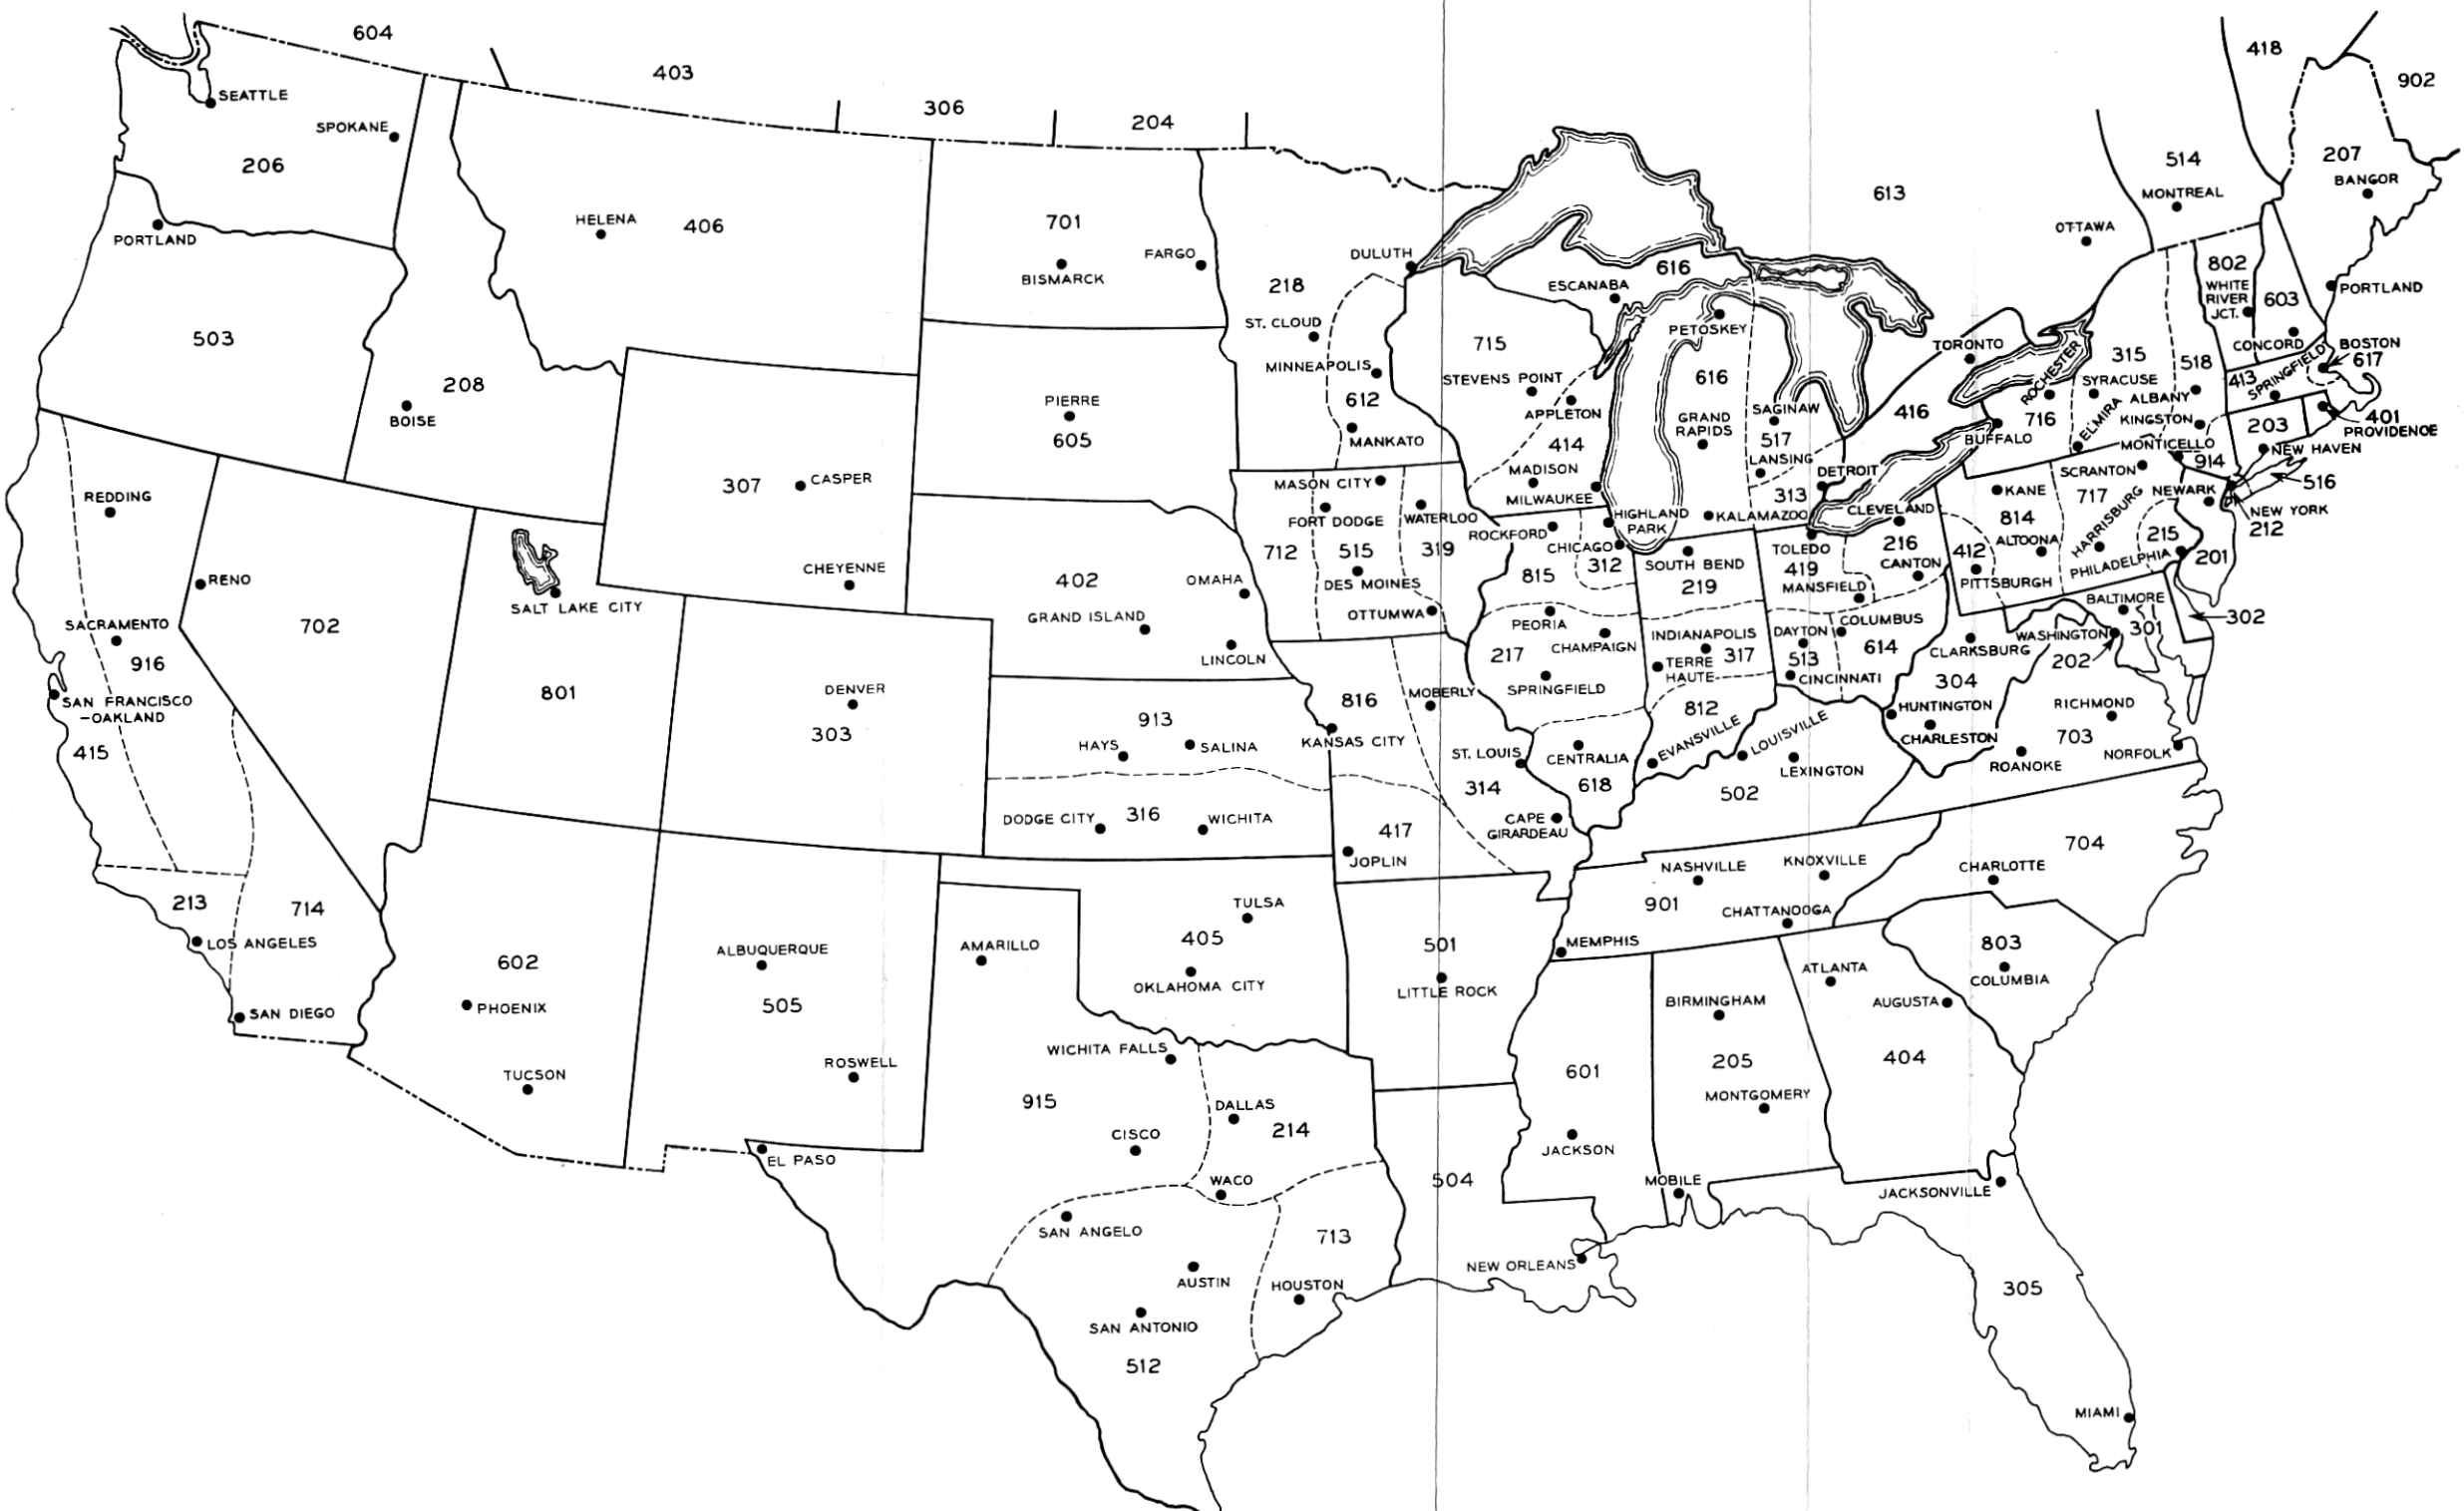 604
403
418
902
306
204
SEATTLE
SPOKANE
206
PORTLAND
503
HELENA
406
208
BOISE
701
FARGO
BISMARCK
PIERRE
605
307
CASPER
CHEYENNE
218
DULUTH
ST. CLOUD
MINNEAPOLIS
612
MANKATO
613
OTTAWA
514
MONTREAL
207
BANGOR
PORTLAND
802
WHITE
RIVER
JCT.
603
CONCORD
BOSTON
617
413
SPRINGFIELD
401
PROVIDENCE
203
NEW HAVEN
516
NEW YORK
212
616
ESCANABA
PETOSKEY
715
STEVENS POINT
APPLETON
414
MADISON
MILWAUKEE
616
GRAND
RAPIDS
SAGINAW
517
LANSING
DETROIT
313
KALAMAZOO
TORONTO
416
ROCHESTER
315
SYRACUSE
518
ALBANY
KINGSTON
716
BUFFALO
ELMIRA
MONTICELLO
914
SCRANTON
717
NEWARK
KANE
814
ALTOONA
HARRISBURG
215
PHILADELPHIA
201
412
PITTSBURGH
CLEVELAND
216
CANTON
TOLEDO
419
MANSFIELD
COLUMBUS
614
DAYTON
513
CINCINNATI
BALTIMORE
301
302
WASHINGTON
202
CLARKSBURG
304
HUNTINGTON
CHARLESTON
RICHMOND
703
NORFOLK
ROANOKE
REDDING
RENO
702
SACRAMENTO
916
SAN FRANCISCO
-OAKLAND
415
SALT LAKE CITY
801
DENVER
303
402
OMAHA
GRAND ISLAND
LINCOLN
MASON CITY
FORT DODGE
WATERLOO
712
515
319
DES MOINES
OTTUMWA
ROCKFORD
HIGHLAND
PARK
CHICAGO
312
815
PEORIA
CHAMPAIGN
217
SPRINGFIELD
SOUTH BEND
219
INDIANAPOLIS
TERRE
HAUTE
317
812
EVANSVILLE
LOUISVILLE
LEXINGTON
502
913
HAYS
SALINA
816
MOBERLY
KANSAS CITY
ST. LOUIS
314
CENTRALIA
618
CAPE
GIRARDEAU
DODGE CITY
316
WICHITA
417
JOPLIN
213
714
LOS ANGELES
SAN DIEGO
602
PHOENIX
TUCSON
ALBUQUERQUE
505
ROSWELL
AMARILLO
TULSA
405
OKLAHOMA CITY
501
LITTLE ROCK
NASHVILLE
KNOXVILLE
901
CHATTANOOGA
MEMPHIS
704
CHARLOTTE
803
COLUMBIA
ATLANTA
AUGUSTA
404
BIRMINGHAM
205
MONTGOMERY
MOBILE
601
JACKSON
WICHITA FALLS
915
CISCO
EL PASO
DALLAS
214
WACO
SAN ANGELO
AUSTIN
SAN ANTONIO
512
713
HOUSTON
504
NEW ORLEANS
JACKSONVILLE
305
MIAMI